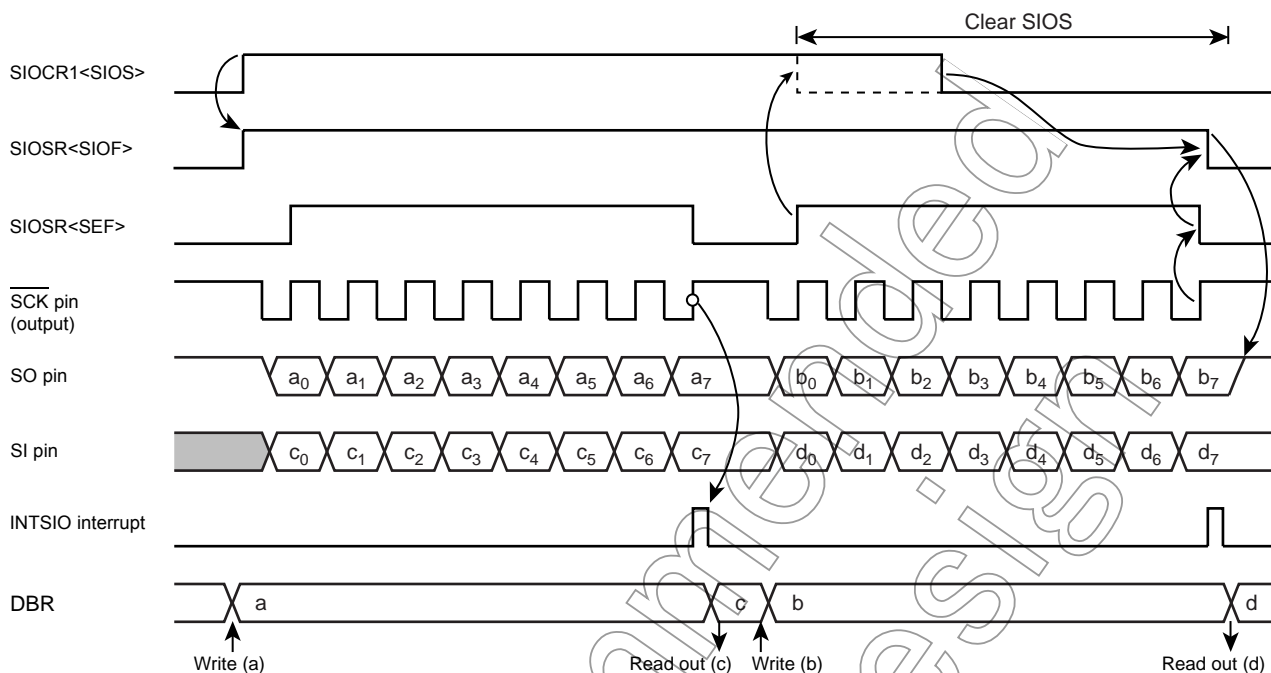 Clear SIOS
SIOCR1<SIOS>
SIOSR<SIOF>
SIOSR<SEF>
SCK pin
(output)
SO pin
a0 a1 a2 a3 a4 a5 a6 a7 b0 b1 b2 b3 b4 b5 b6 b7
SI pin
c0 c1 c2 c3 c4 c5 c6 c7 d0 d1 d2 d3 d4 d5 d6 d7
INTSIO interrupt
DBR
a c b d
Write (a) Read out (c) Write (b) Read out (d)